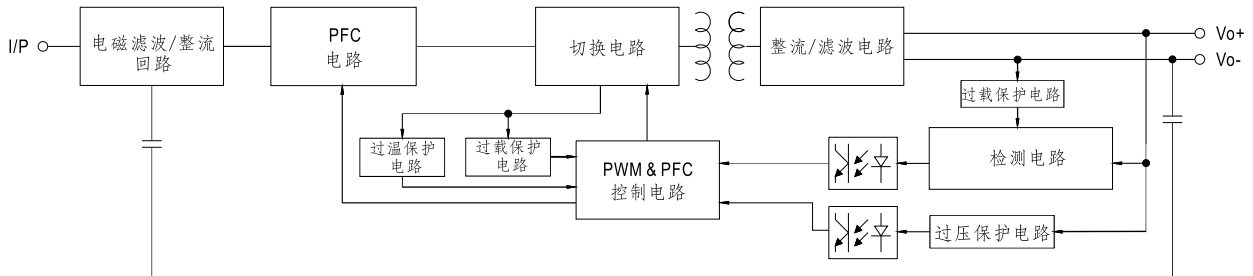 I/P
电磁滤波/整流
回路
PFC
电路
切换电路
整流/滤波电路
Vo+
Vo-
过载保护电路
过温保护
电路
过载保护
电路
PWM & PFC
控制电路
检测电路
过压保护电路